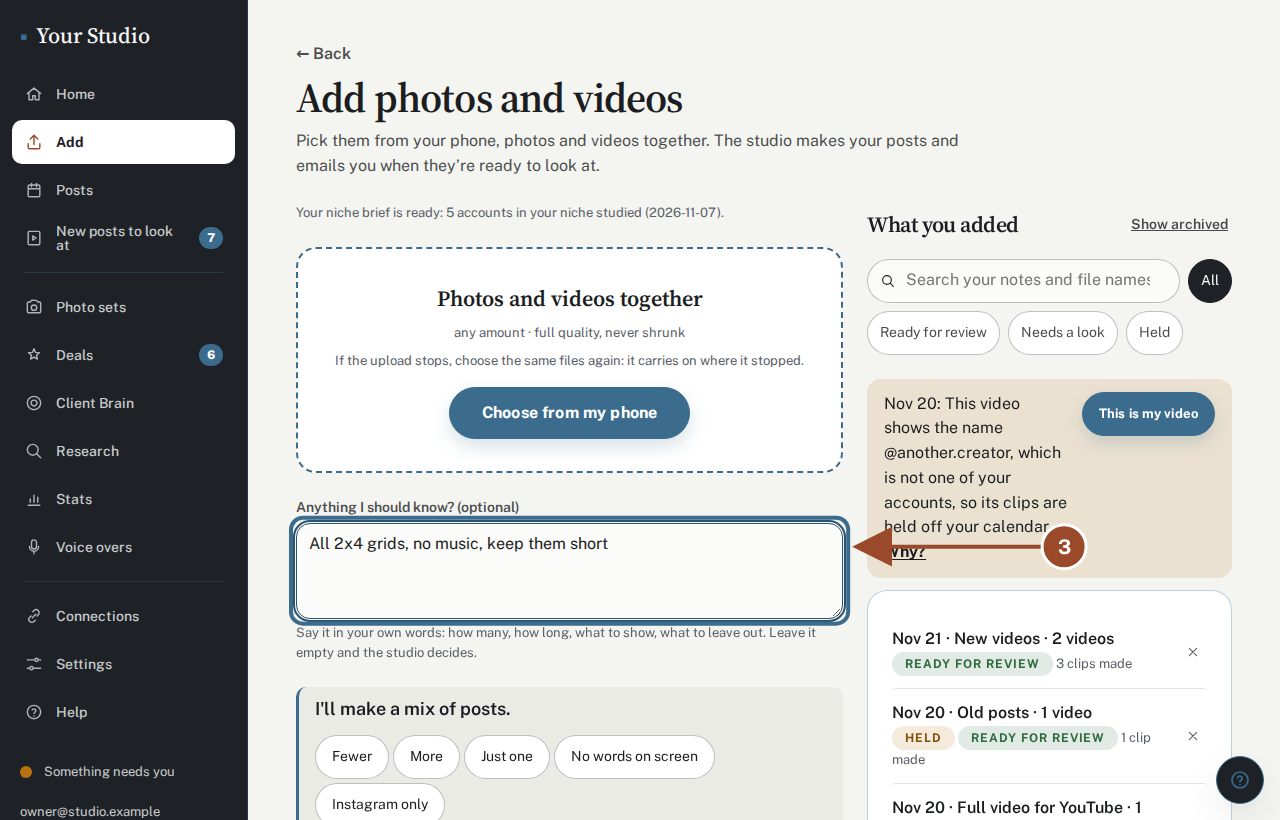 Your Studio
Home
Add
Posts
New posts to look
at
7
Photo sets
Deals
6
Client Brain
Research
Stats
Voice overs
Connections
Settings
Help
Something needs you
owner@studio.example
← Back
Add photos and videos
Pick them from your phone, photos and videos together. The studio makes your posts and
emails you when they're ready to look at.
Your niche brief is ready: 5 accounts in your niche studied (2026-11-07).
Photos and videos together
any amount · full quality, never shrunk
If the upload stops, choose the same files again: it carries on where it stopped.
Choose from my phone
Anything I should know? (optional)
All 2x4 grids, no music, keep them short
Say it in your own words: how many, how long, what to show, what to leave out. Leave it
empty and the studio decides.
I'll make a mix of posts.
Fewer
More
Just one
No words on screen
Instagram only
What you added
Show archived
Search your notes and file names
All
Ready for review
Needs a look
Held
Nov 20: This video
shows the name
@another.creator, which
is not one of your
accounts, so its clips are
held off your calendar.
Why?
This is my video
3
Nov 21 · New videos · 2 videos
READY FOR REVIEW 3 clips made
Nov 20 · Old posts · 1 video
HELD READY FOR REVIEW 1 clip
made
Nov 20 · Full video for YouTube · 1